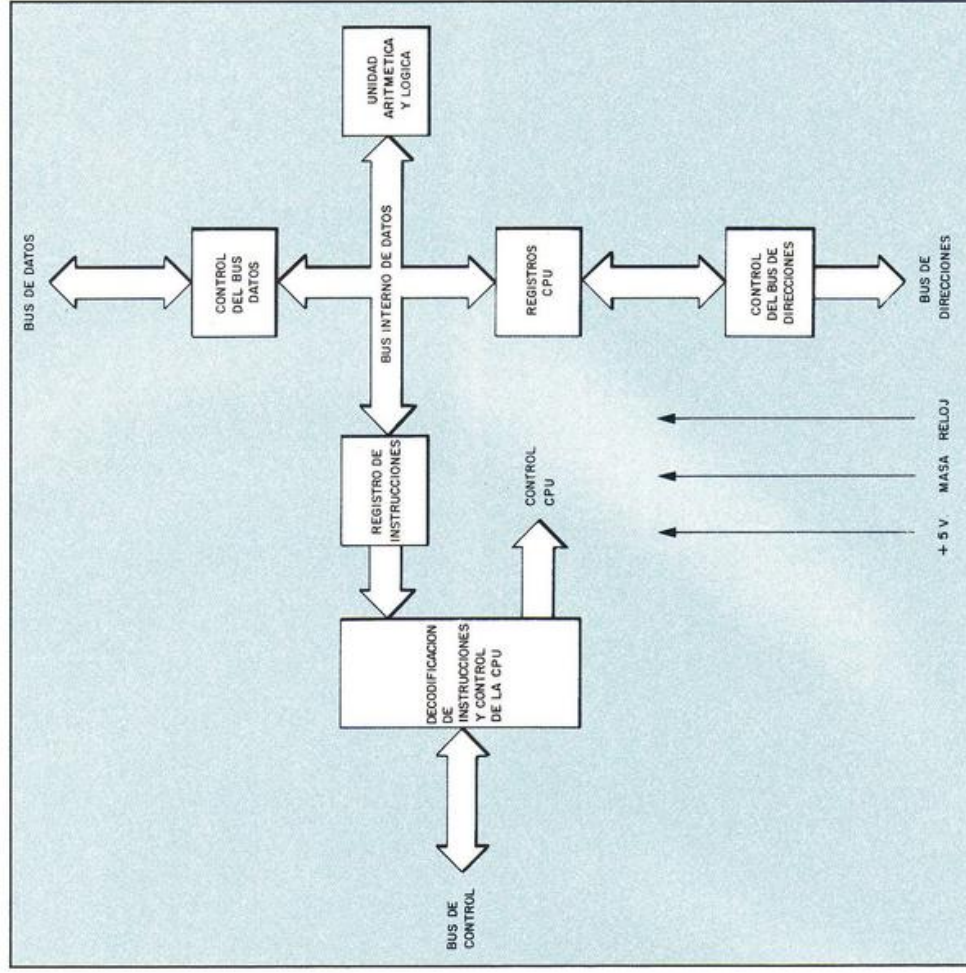 BUS DE DATOS
CONTROL
DEL BUS
DATOS
UNIDAD
ARITMETICA
Y LOGICA
BUS INTERNO DE DATOS
REGISTRO DE
INSTRUCCIONES
REGISTROS
CPU
DECODIFICACION
DE
INSTRUCCIONES
Y CONTROL
DE LA CPU
CONTROL
CPU
CONTROL
DEL BUS DE
DIRECCIONES
BUS DE
CONTROL
+ 5 V.
MASA
RELOJ
BUS DE
DIRECCIONES